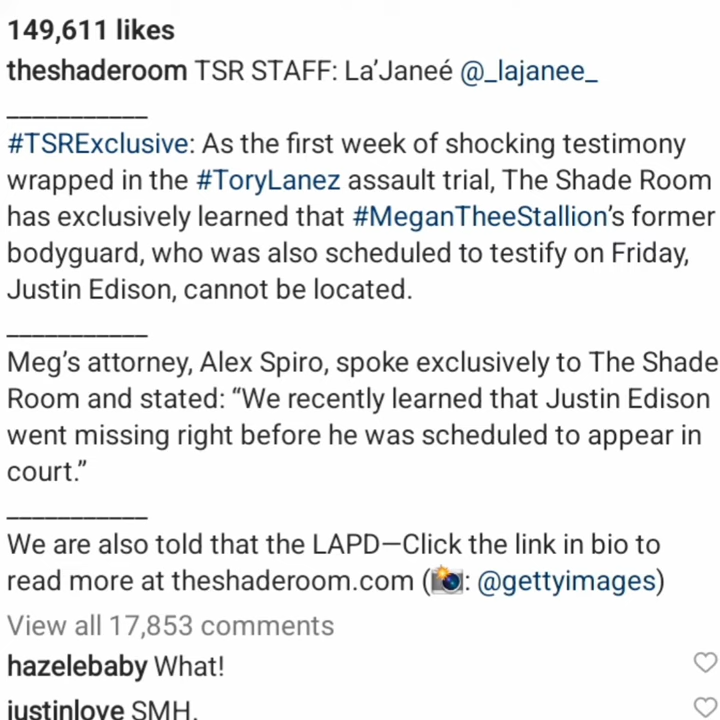 149,611 likes
theshaderoom TSR STAFF: La’Janeé @_lajanee_
___________
#TSRExclusive: As the first week of shocking testimony
wrapped in the #ToryLanez assault trial, The Shade Room
has exclusively learned that #MeganTheeStallion’s former
bodyguard, who was also scheduled to testify on Friday,
Justin Edison, cannot be located.
___________
Meg’s attorney, Alex Spiro, spoke exclusively to The Shade
Room and stated: “We recently learned that Justin Edison
went missing right before he was scheduled to appear in
court.”
___________
We are also told that the LAPD—Click the link in bio to
read more at theshaderoom.com (📸: @gettyimages)
View all 17,853 comments
hazelebaby What!
justinlove SMH.